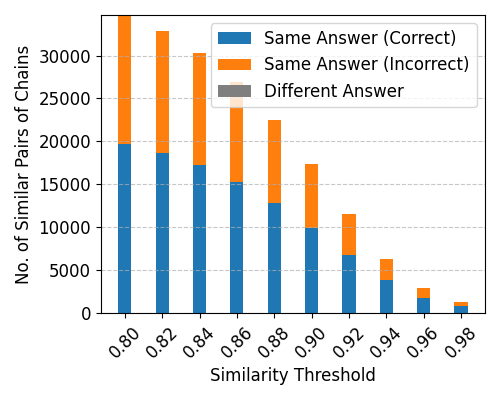 Same Answer (Correct)
Same Answer (Incorrect)
Different Answer
No. of Similar Pairs of Chains
30000
25000
20000
15000
10000
5000
0
0.80 0.82 0.84 0.86 0.88 0.90 0.92 0.94 0.96 0.98
Similarity Threshold